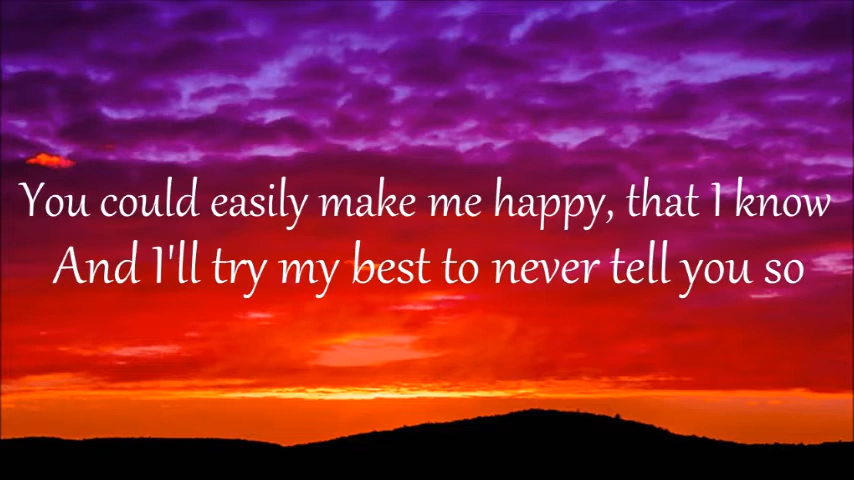 You could easily make me happy, that I know
And I'll try my best to never tell you so